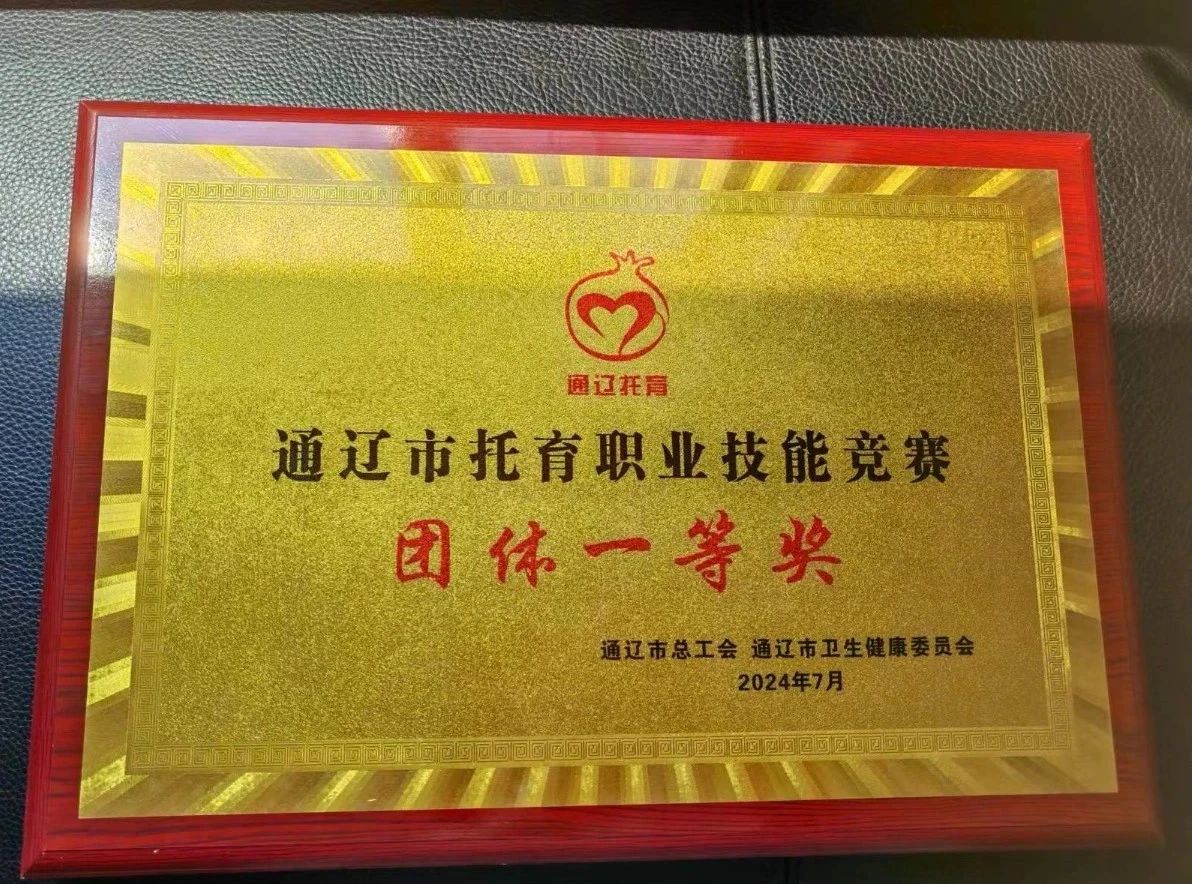 通辽托育
通辽市托育职业技能竞赛
团体一等奖
通辽市总工会 通辽市卫生健康委员会
2024年7月